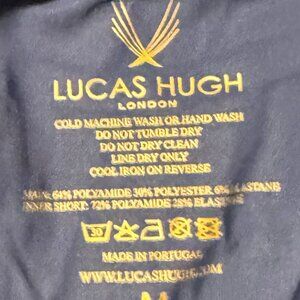 LUCAS HUGH
LONDON
COLD MACHINE WASH OR HAND WASH
DO NOT TUMBLE DRY
DO NOT DRY CLEAN
LINE DRY ONLY
COOL IRON ON REVERSE
MAIN: 64% POLYAMIDE 30% POLYESTER 6% ELASTANE
INNER SHORT: 72% POLYAMIDE 28% ELASTANE
30
MADE IN PORTUGAL
WWW.LUCASHUGH.COM